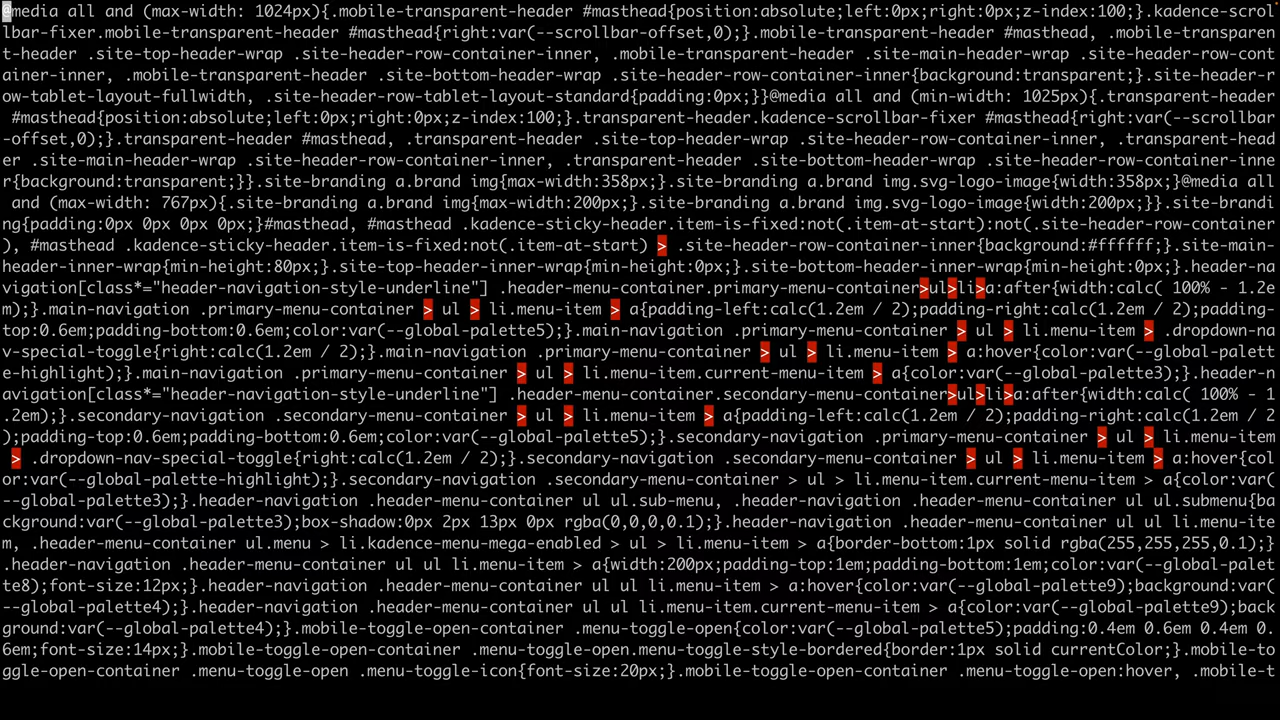 @media all and (max-width: 1024px){.mobile-transparent-header #masthead{position:absolute;left:0px;right:0px;z-index:100;}.kadence-scrol
lbar-fixer.mobile-transparent-header #masthead{right:var(--scrollbar-offset,0);}.mobile-transparent-header #masthead, .mobile-transparen
t-header .site-top-header-wrap .site-header-row-container-inner, .mobile-transparent-header .site-main-header-wrap .site-header-row-cont
ainer-inner, .mobile-transparent-header .site-bottom-header-wrap .site-header-row-container-inner{background:transparent;}.site-header-r
ow-tablet-layout-fullwidth, .site-header-row-tablet-layout-standard{padding:0px;}}@media all and (min-width: 1025px){.transparent-header
 #masthead{position:absolute;left:0px;right:0px;z-index:100;}.transparent-header.kadence-scrollbar-fixer #masthead{right:var(--scrollbar
-offset,0);}.transparent-header #masthead, .transparent-header .site-top-header-wrap .site-header-row-container-inner, .transparent-head
er .site-main-header-wrap .site-header-row-container-inner, .transparent-header .site-bottom-header-wrap .site-header-row-container-inne
r{background:transparent;}}.site-branding a.brand img{max-width:358px;}.site-branding a.brand img.svg-logo-image{width:358px;}@media all
 and (max-width: 767px){.site-branding a.brand img{max-width:200px;}.site-branding a.brand img.svg-logo-image{width:200px;}}.site-brandi
ng{padding:0px 0px 0px 0px;}#masthead, #masthead .kadence-sticky-header.item-is-fixed:not(.item-at-start):not(.site-header-row-container
), #masthead .kadence-sticky-header.item-is-fixed:not(.item-at-start) > .site-header-row-container-inner{background:#ffffff;}.site-main-
header-inner-wrap{min-height:80px;}.site-top-header-inner-wrap{min-height:0px;}.site-bottom-header-inner-wrap{min-height:0px;}.header-na
vigation[class*="header-navigation-style-underline"] .header-menu-container.primary-menu-container>ul>li>a:after{width:calc( 100% - 1.2e
m);}.main-navigation .primary-menu-container > ul > li.menu-item > a{padding-left:calc(1.2em / 2);padding-right:calc(1.2em / 2);padding-
top:0.6em;padding-bottom:0.6em;color:var(--global-palette5);}.main-navigation .primary-menu-container > ul > li.menu-item > .dropdown-na
v-special-toggle{right:calc(1.2em / 2);}.main-navigation .primary-menu-container > ul > li.menu-item > a:hover{color:var(--global-palett
e-highlight);}.main-navigation .primary-menu-container > ul > li.menu-item.current-menu-item > a{color:var(--global-palette3);}.header-n
avigation[class*="header-navigation-style-underline"] .header-menu-container.secondary-menu-container>ul>li>a:after{width:calc( 100% - 1
.2em);}.secondary-navigation .secondary-menu-container > ul > li.menu-item > a{padding-left:calc(1.2em / 2);padding-right:calc(1.2em / 2
);padding-top:0.6em;padding-bottom:0.6em;color:var(--global-palette5);}.secondary-navigation .primary-menu-container > ul > li.menu-item
 > .dropdown-nav-special-toggle{right:calc(1.2em / 2);}.secondary-navigation .secondary-menu-container > ul > li.menu-item > a:hover{col
or:var(--global-palette-highlight);}.secondary-navigation .secondary-menu-container > ul > li.menu-item.current-menu-item > a{color:var(
--global-palette3);}.header-navigation .header-menu-container ul ul.sub-menu, .header-navigation .header-menu-container ul ul.submenu{ba
ckground:var(--global-palette3);box-shadow:0px 2px 13px 0px rgba(0,0,0,0.1);}.header-navigation .header-menu-container ul ul li.menu-ite
m, .header-menu-container ul.menu > li.kadence-menu-mega-enabled > ul > li.menu-item > a{border-bottom:1px solid rgba(255,255,255,0.1);}
.header-navigation .header-menu-container ul ul li.menu-item > a{width:200px;padding-top:1em;padding-bottom:1em;color:var(--global-palet
te8);font-size:12px;}.header-navigation .header-menu-container ul ul li.menu-item > a:hover{color:var(--global-palette9);background:var(
--global-palette4);}.header-navigation .header-menu-container ul ul li.menu-item.current-menu-item > a{color:var(--global-palette9);back
ground:var(--global-palette4);}.mobile-toggle-open-container .menu-toggle-open{color:var(--global-palette5);padding:0.4em 0.6em 0.4em 0.
6em;font-size:14px;}.mobile-toggle-open-container .menu-toggle-open.menu-toggle-style-bordered{border:1px solid currentColor;}.mobile-to
ggle-open-container .menu-toggle-open .menu-toggle-icon{font-size:20px;}.mobile-toggle-open-container .menu-toggle-open:hover, .mobile-t